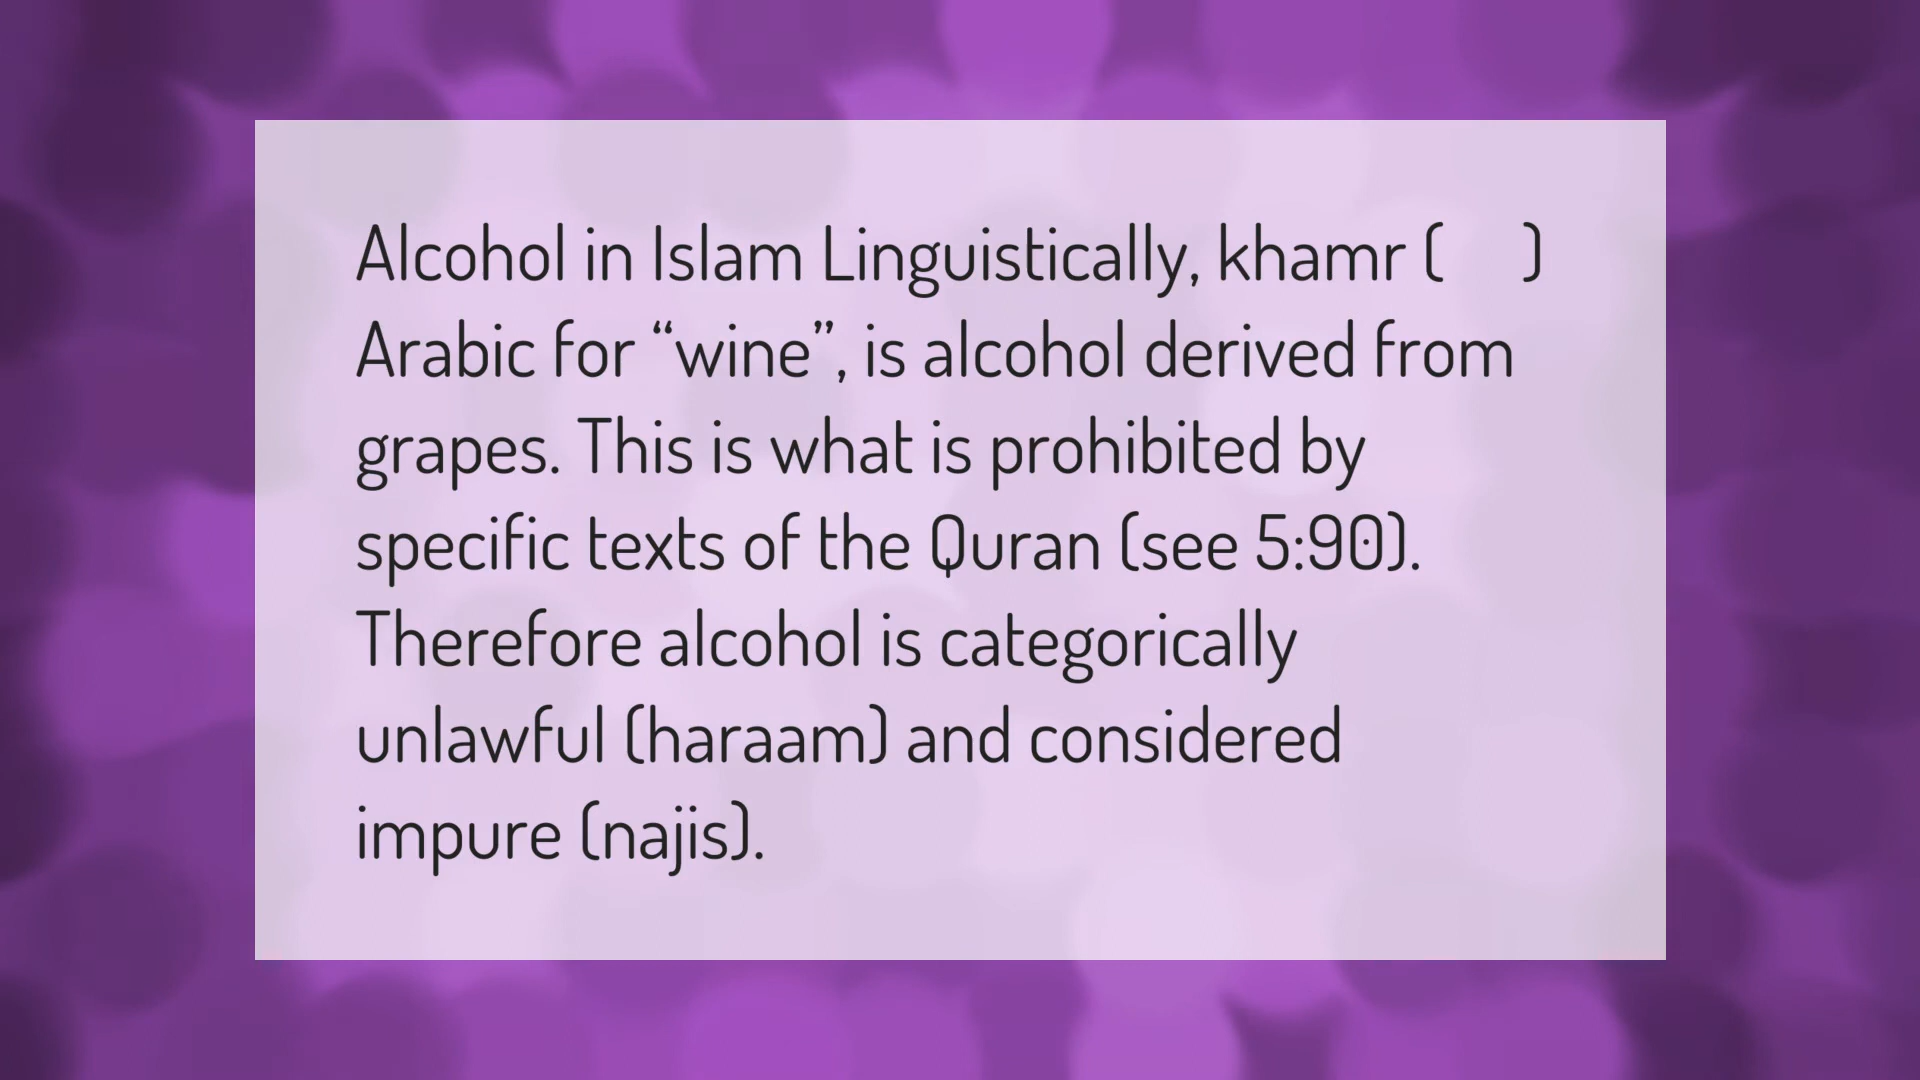 Alcohol in Islam Linguistically, khamr ( )
Arabic for “wine”, is alcohol derived from
grapes. This is what is prohibited by
specific texts of the Quran (see 5:90).
Therefore alcohol is categorically
unlawful (haraam) and considered
impure (najis).